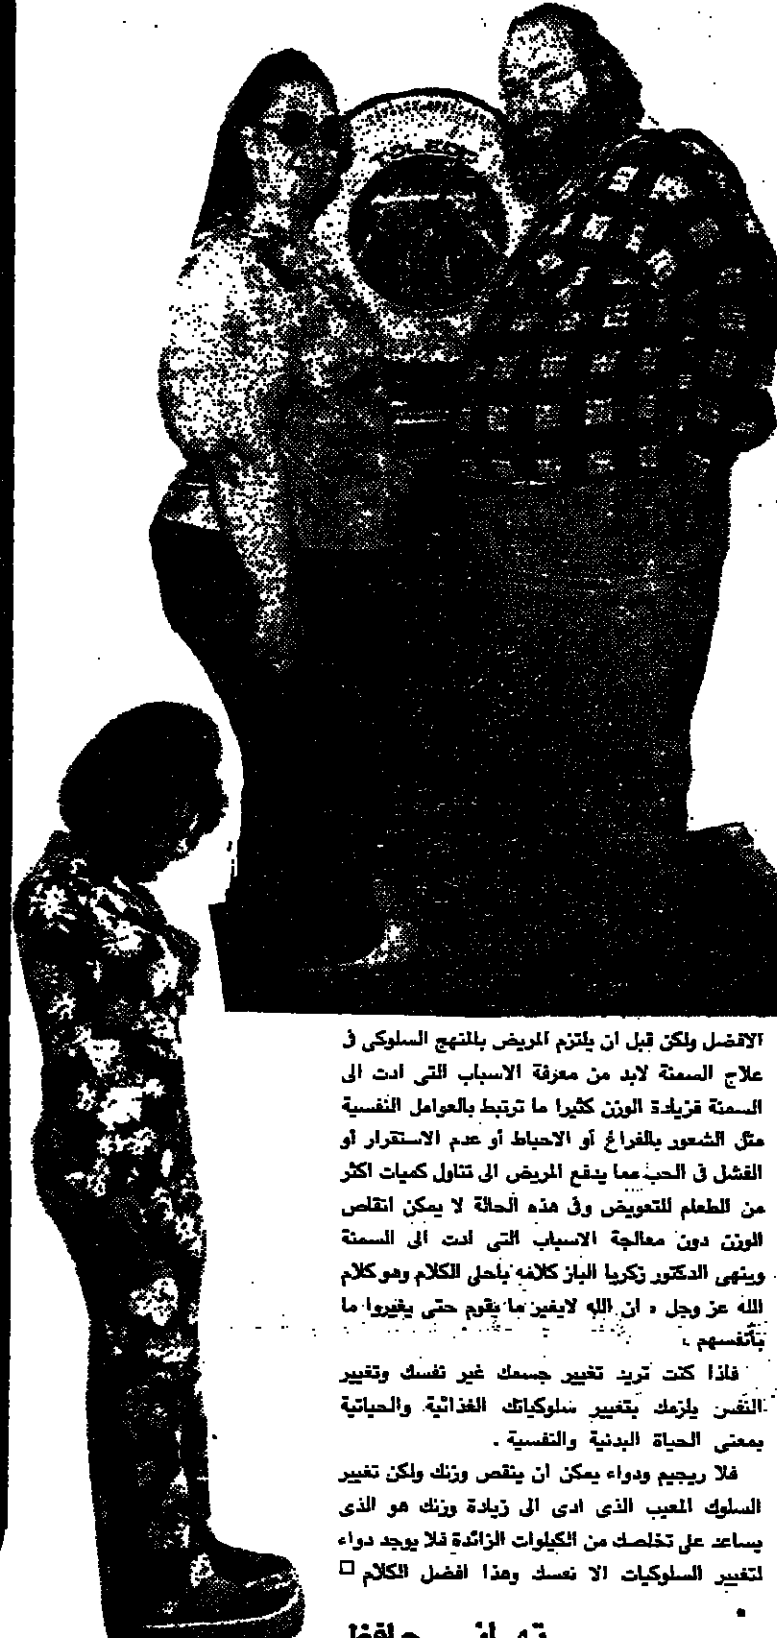 TOLEDO
الافضل ولكن قبل ان يلتزم المريض بالمنهج السلوكى فى
علاج السمنة لابد من معرفة الاسباب التى ادت الى
السمنة فزيادة الوزن كثيرا ما ترتبط بالعوامل النفسية
مثل الشعور بالفراغ أو الاحباط أو عدم الاستقرار أو
الفشل فى الحب مما يدفع المريض الى تناول كميات اكثر
من الطعام للتعويض وفى هذه الحالة لا يمكن انقاص
الوزن دون معالجة الاسباب التى ادت الى السمنة
وينهى الدكتور زكريا الباز كلامه بأحلى الكلام وهو كلام
الله عز وجل « ان الله لايغير ما بقوم حتى يغيروا ما
بأنفسهم .
فاذا كنت تريد تغيير جسمك غير نفسك وتغيير
النفس يلزمك بتغيير سلوكياتك الغذائية والحياتية
بمعنى الحياة البدنية والنفسية .
فلا ريجيم ودواء يمكن ان ينقص وزنك ولكن تغيير
السلوك المعيب الذى ادى الى زيادة وزنك هو الذى
يساعد على تخلصك من الكيلوات الزائدة فلا يوجد دواء
لتغيير السلوكيات الا نفسك وهذا افضل الكلام □
تهانى حافظ